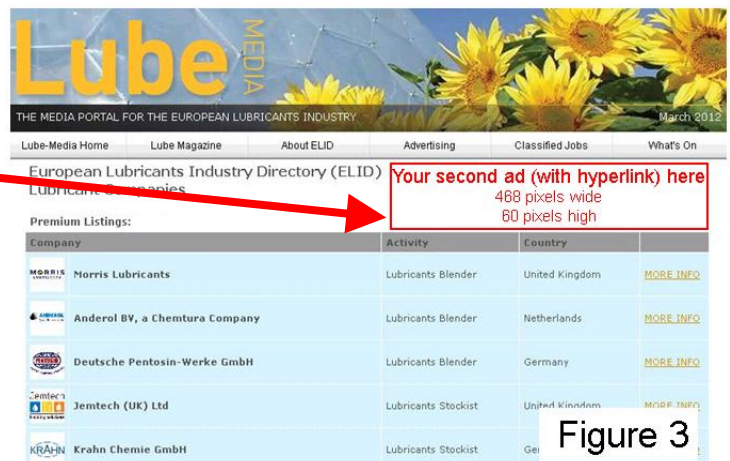 Lube
MEDIA
THE MEDIA PORTAL FOR THE EUROPEAN LUBRICANTS INDUSTRY
March 2012
Lube-Media Home Lube Magazine About ELID Advertising Classified Jobs What's On
European Lubricants Industry Directory (ELID)
Lubricant Companies
Your second ad (with hyperlink) here
468 pixels wide
60 pixels high
Premium Listings:
Company Activity Country
MORRIS Morris Lubricants Lubricants Blender United Kingdom MORE INFO
Anderol BV, a Chemtura Company Lubricants Blender Netherlands MORE INFO
Deutsche Pentosin-Werke GmbH Lubricants Blender Germany MORE INFO
Jemtech (UK) Ltd Lubricants Stockist United Kingdom MORE INFO
KRAHN Krahn Chemie GmbH Lubricants Stockist
Figure 3